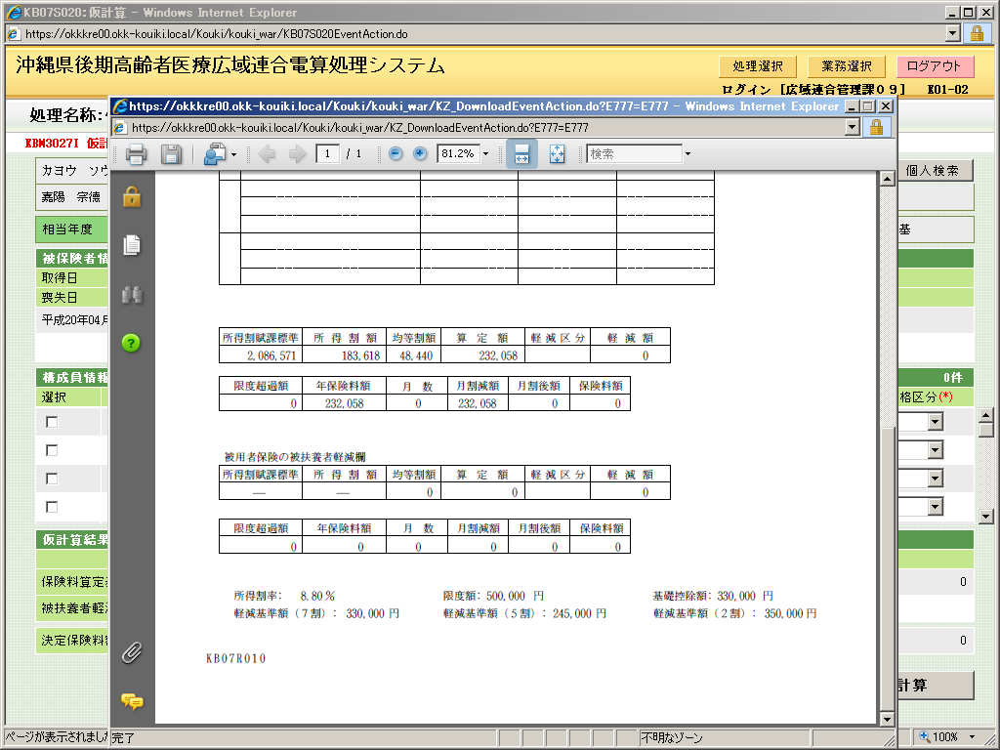 KB07S020:仮計算 - Windows Internet Explorer
https://okkkre00.okk-kouiki.local/Kouki/kouki_war/KB07S020EventAction.do
沖縄県後期高齢者医療広域連合電算処理システム
処理選択 業務選択 ログアウト
ログイン [広域連合管理課09] K01-02
処理名称:
KBM3027I 仮
https://okkkre00.okk-kouiki.local/Kouki/kouki_war/KZ_DownloadEventAction.do?E777=E777 - Windows Internet Explorer
https://okkkre00.okk-kouiki.local/Kouki/kouki_war/KZ_DownloadEventAction.do?E777=E777
1 / 1 81.2% 検索
カヨウ ソウ
嘉陽 宗徳
個人検索
相当年度
基
被保険者情
取得日
喪失日
平成20年04月
構成員情報
0件
選択
格区分(*)
仮計算結果
保険料算定
0
被扶養者軽
決定保険料
0
計算
所得割賦課標準 所得割額 均等割額 算定額 軽減区分 軽減額
2,086,571 183,618 48,440 232,058 0
限度超過額 年保険料額 月数 月割減額 月割後額 保険料額
0 232,058 0 232,058 0 0
被用者保険の被扶養者軽減欄
所得割賦課標準 所得割額 均等割額 算定額 軽減区分 軽減額
― ― 0 0 0
限度超過額 年保険料額 月数 月割減額 月割後額 保険料額
0 0 0 0 0 0
所得割率: 8.80% 限度額: 500,000 円 基礎控除額: 330,000 円
軽減基準額(7割): 330,000 円 軽減基準額(5割): 245,000 円 軽減基準額(2割): 350,000 円
KB07R010
完了 不明なゾーン
ページが表示されました
100%